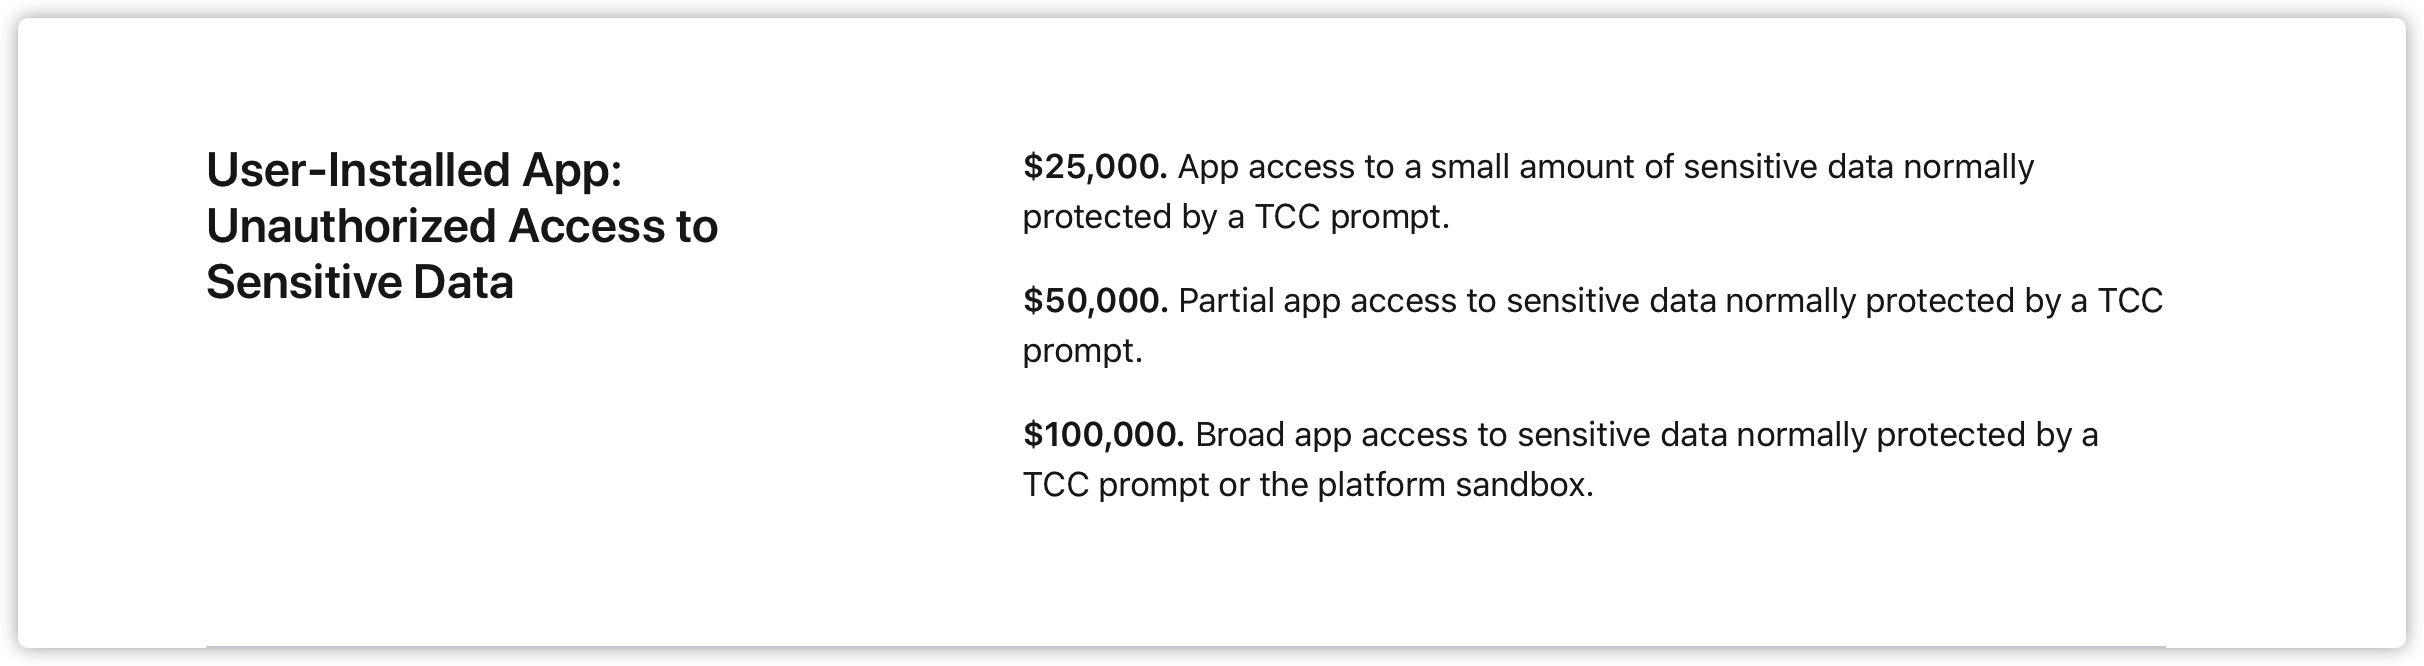 User-Installed App:
Unauthorized Access to
Sensitive Data
$25,000. App access to a small amount of sensitive data normally
protected by a TCC prompt.
$50,000. Partial app access to sensitive data normally protected by a TCC
prompt.
$100,000. Broad app access to sensitive data normally protected by a
TCC prompt or the platform sandbox.